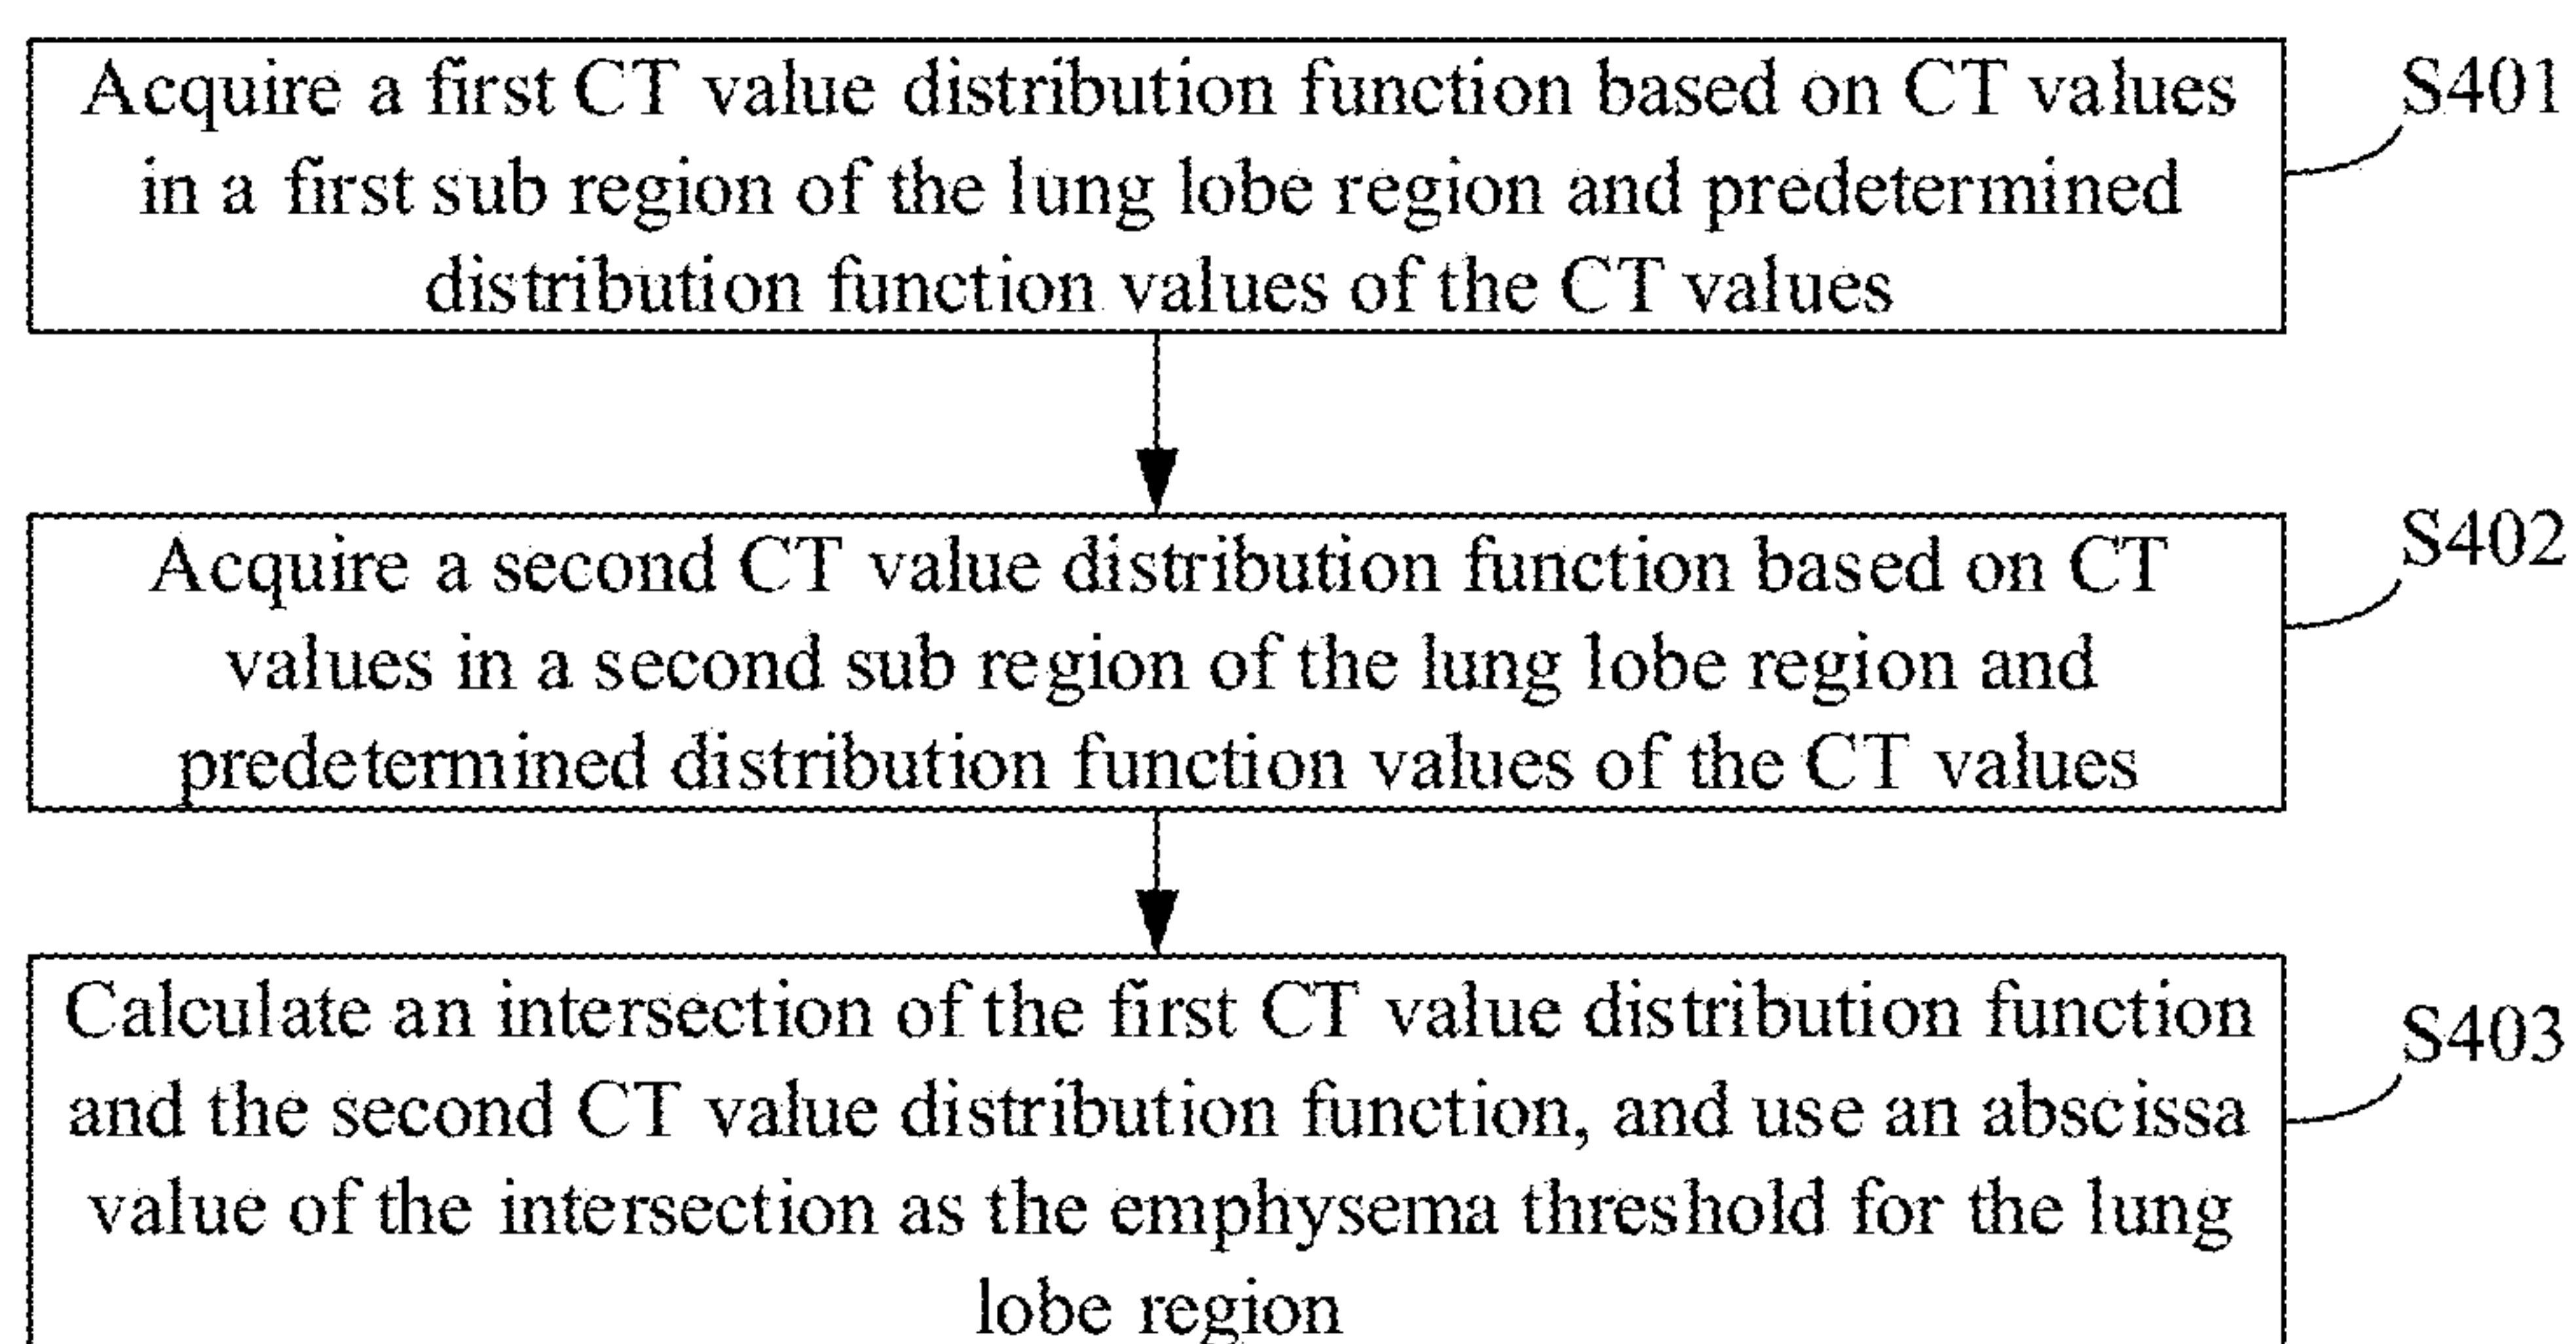 Acquire a first CT value distribution function based on CT values
in a first sub region of the lung lobe region and predetermined
distribution function values of the CT values
S401
Acquire a second CT value distribution function based on CT
values in a second sub region of the lung lobe region and
predetermined distribution function values of the CT values
S402
Calculate an intersection of the first CT value distribution function
and the second CT value distribution function, and use an abscissa
value of the intersection as the emphysema threshold for the lung
lobe region
S403